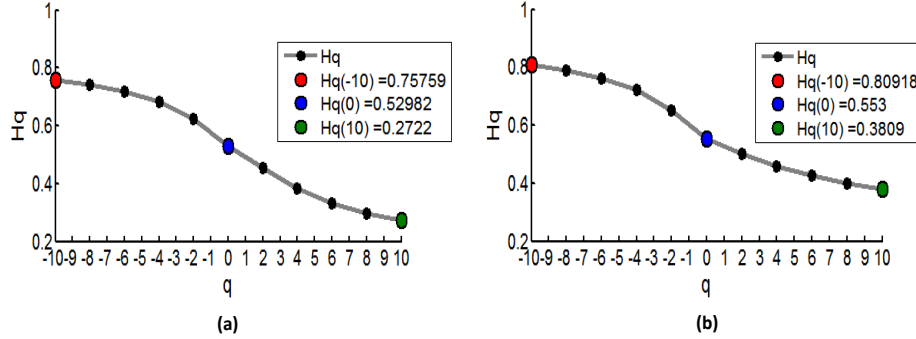 1
0.8
0.6
0.4
0.2
Hq
-10 -9 -8 -7 -6 -5 -4 -3 -2 -1 0 1 2 3 4 5 6 7 8 9 10
q
Hq
Hq(-10) =0.75759
Hq(0) =0.52982
Hq(10) =0.2722
(a)
1
0.8
0.6
0.4
0.2
Hq
-10 -9 -8 -7 -6 -5 -4 -3 -2 -1 0 1 2 3 4 5 6 7 8 9 10
q
Hq
Hq(-10) =0.80918
Hq(0) =0.553
Hq(10) =0.3809
(b)